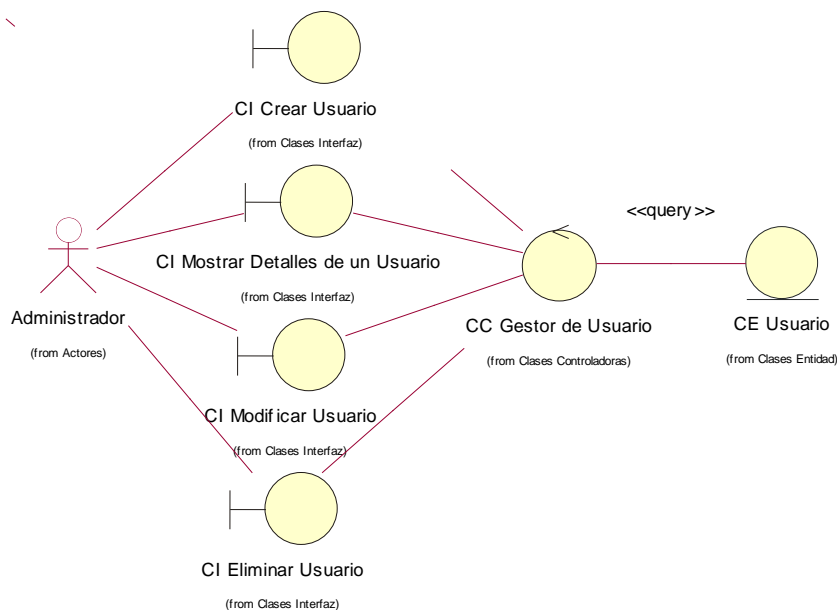 CI Crear Usuario
(from Clases Interfaz)
<<query>>
CI Mostrar Detalles de un Usuario
(from Clases Interfaz)
Administrador
(from Actores)
CC Gestor de Usuario
(from Clases Controladoras)
CE Usuario
(from Clases Entidad)
CI Modificar Usuario
(from Clases Interfaz)
CI Eliminar Usuario
(from Clases Interfaz)